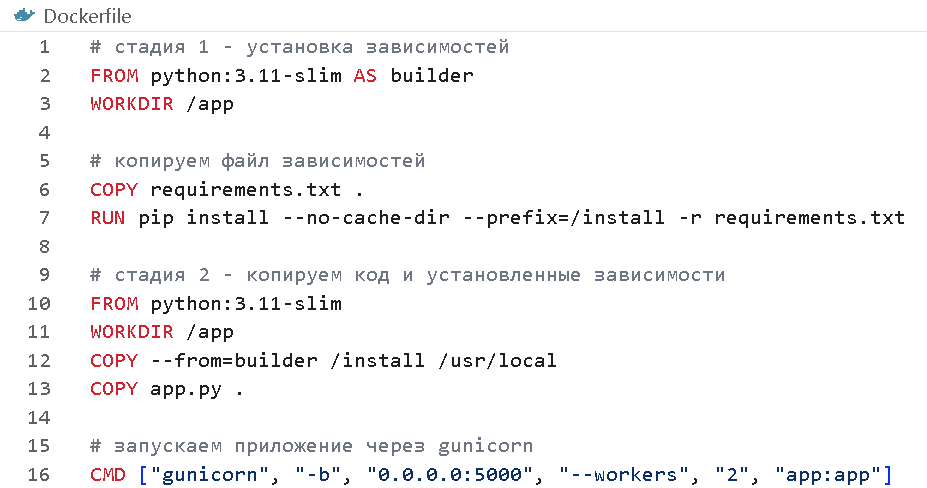 Dockerfile
1 # стадия 1 - установка зависимостей
2 FROM python:3.11-slim AS builder
3 WORKDIR /app
4
5 # копируем файл зависимостей
6 COPY requirements.txt .
7 RUN pip install --no-cache-dir --prefix=/install -r requirements.txt
8
9 # стадия 2 - копируем код и установленные зависимости
10 FROM python:3.11-slim
11 WORKDIR /app
12 COPY --from=builder /install /usr/local
13 COPY app.py .
14
15 # запускаем приложение через gunicorn
16 CMD ["gunicorn", "-b", "0.0.0.0:5000", "--workers", "2", "app:app"]